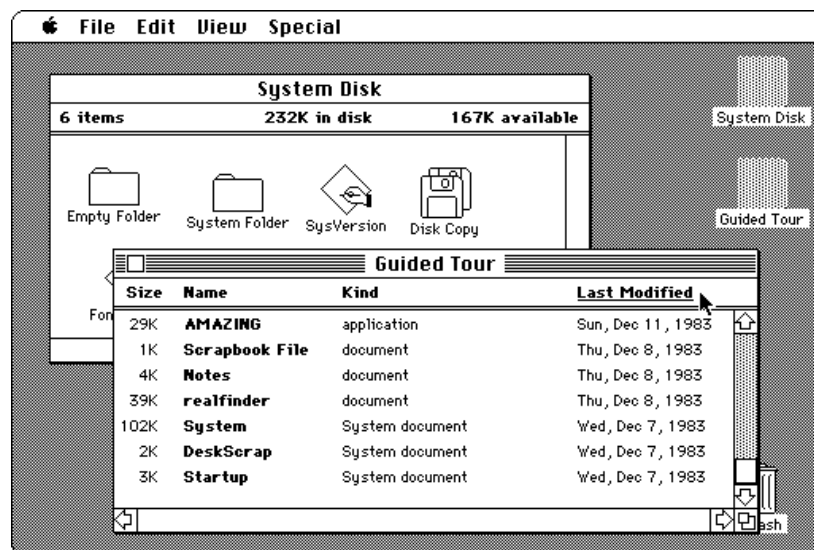 File Edit View Special
System Disk
6 items 232K in disk 167K available
System Disk
Empty Folder System Folder SysVersion Disk Copy
Guided Tour
Guided Tour
Size Name Kind Last Modified
29K AMAZING application Sun, Dec 11, 1983
1K Scrapbook File document Thu, Dec 8, 1983
4K Notes document Thu, Dec 8, 1983
39K realfinder document Thu, Dec 8, 1983
102K System System document Wed, Dec 7, 1983
2K DeskScrap System document Wed, Dec 7, 1983
3K Startup System document Wed, Dec 7, 1983